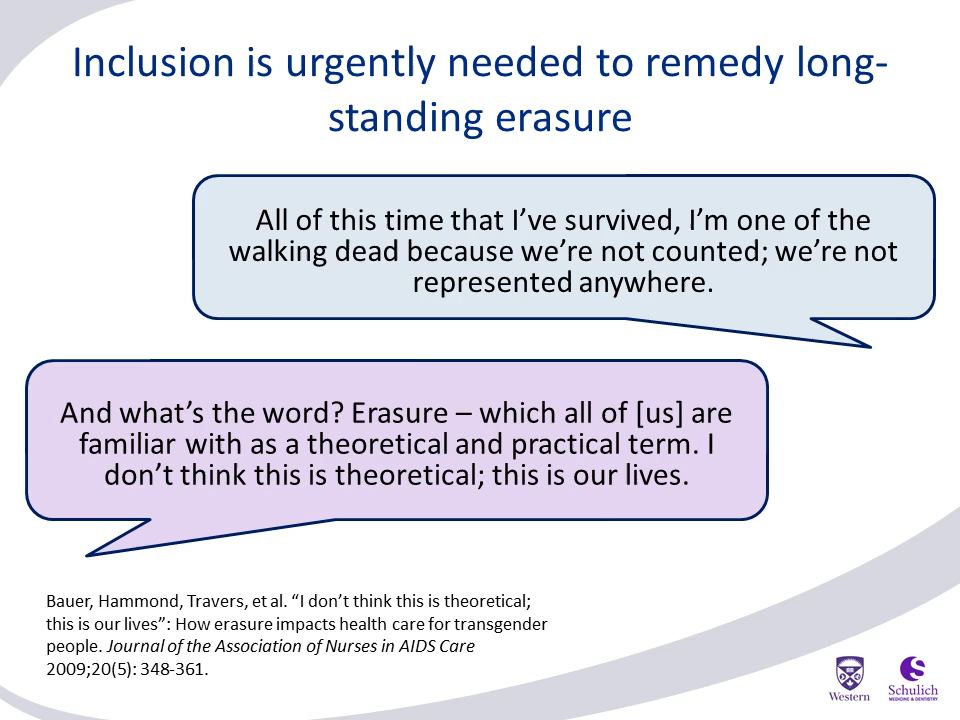 Inclusion is urgently needed to remedy long-
standing erasure
All of this time that I’ve survived, I’m one of the
walking dead because we’re not counted; we’re not
represented anywhere.
And what’s the word? Erasure – which all of [us] are
familiar with as a theoretical and practical term. I
don’t think this is theoretical; this is our lives.
Bauer, Hammond, Travers, et al. “I don’t think this is theoretical;
this is our lives”: How erasure impacts health care for transgender
people. Journal of the Association of Nurses in AIDS Care
2009;20(5): 348-361.
Western
Schulich
MEDICINE & DENTISTRY